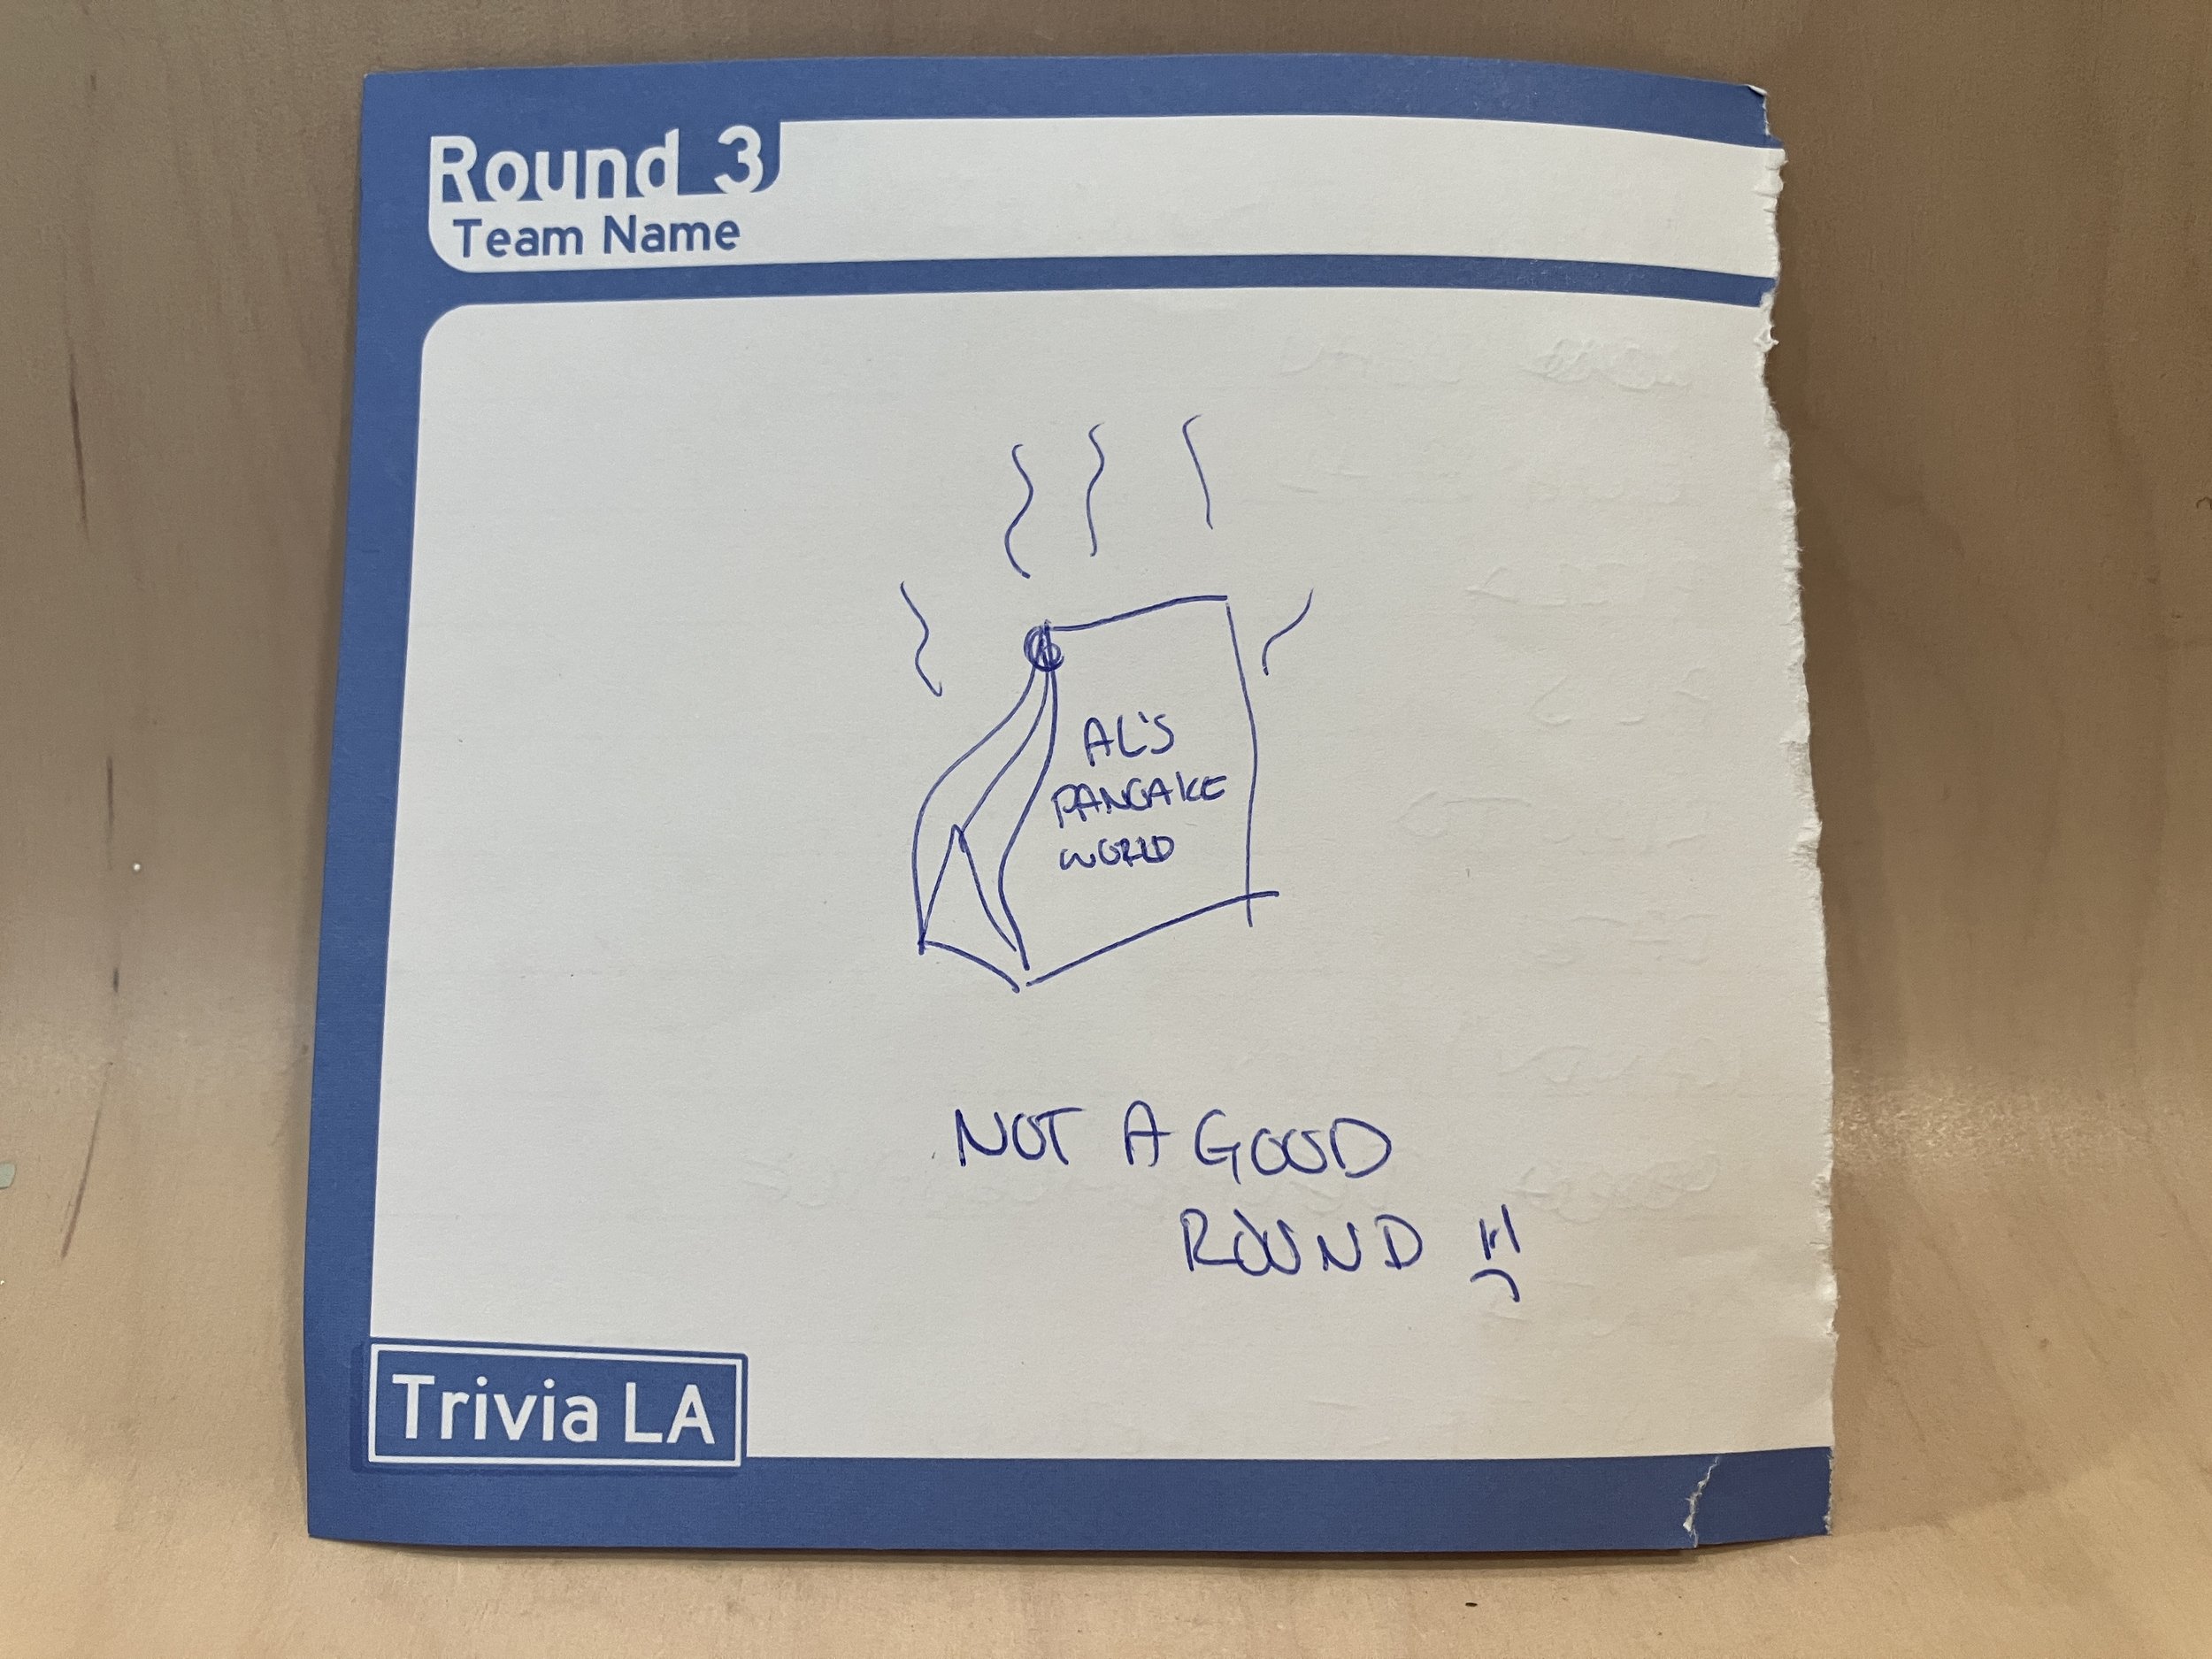 Round 3
Team Name
AL'S
PANCAKE
WORLD
NOT A GOOD
ROUND
Trivia LA